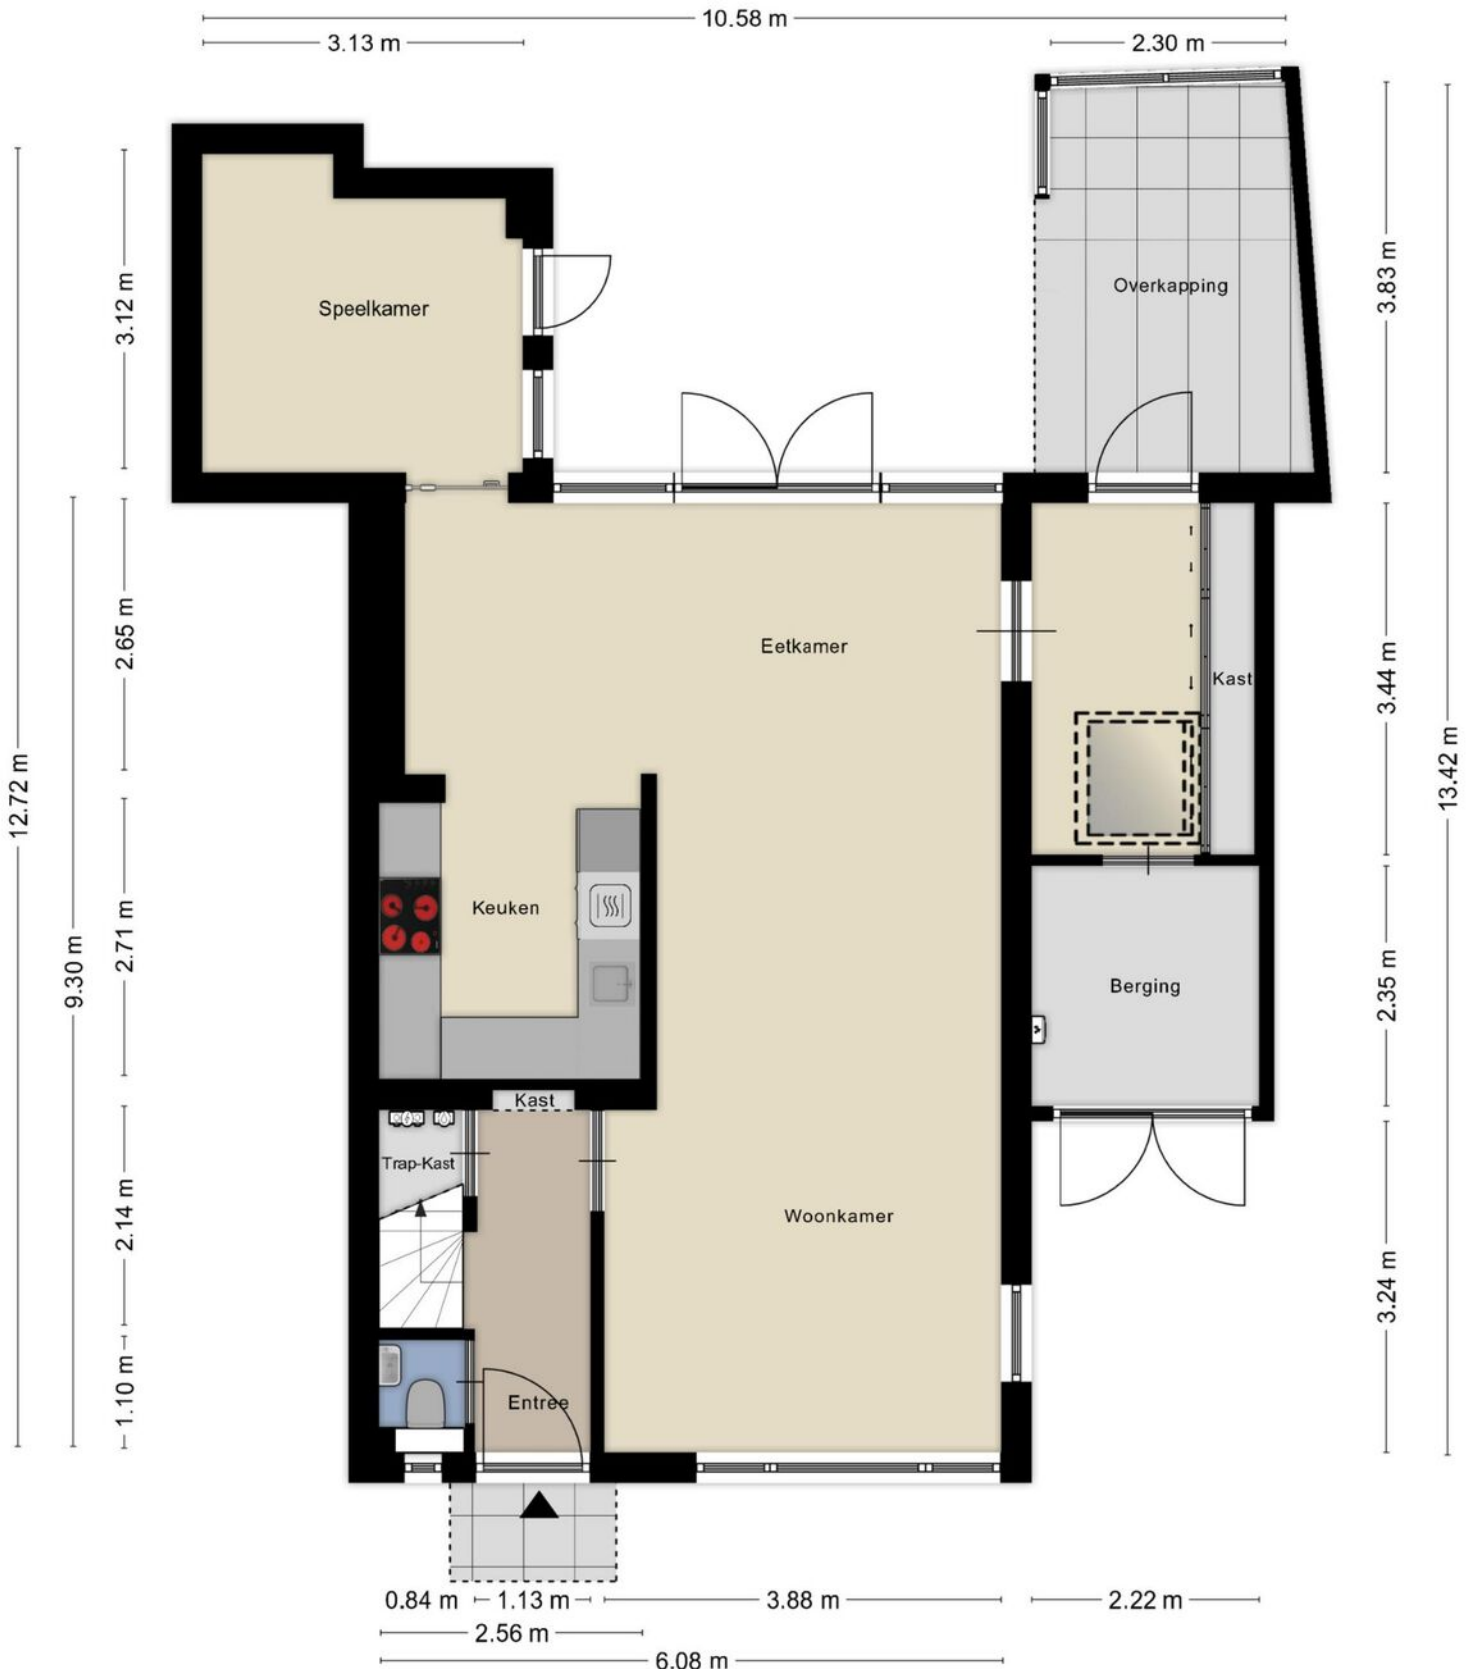 10.58 m
3.13 m
2.30 m
Speelkamer
Overkapping
3.12 m
3.83 m
Eetkamer
2.65 m
Kast
3.44 m
12.72 m
13.42 m
Keuken
2.71 m
9.30 m
Berging
2.35 m
Kast
Trap-Kast
2.14 m
Woonkamer
3.24 m
1.10 m
Entree
0.84 m
1.13 m
3.88 m
2.22 m
2.56 m
6.08 m